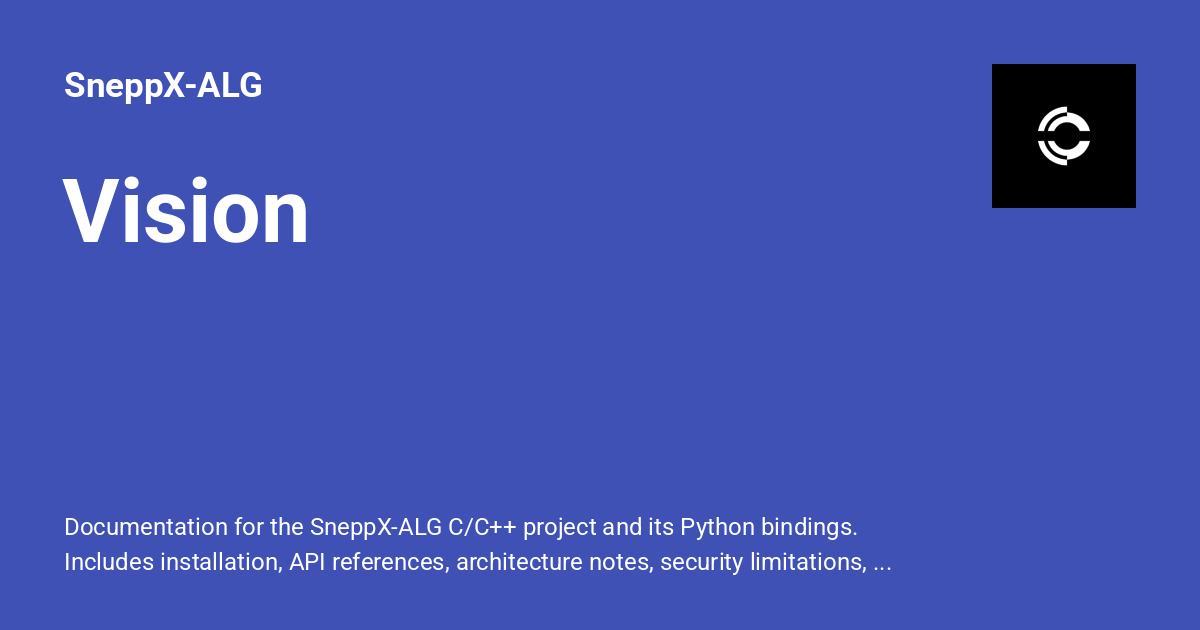 SneppX-ALG
Vision
Documentation for the SneppX-ALG C/C++ project and its Python bindings.
Includes installation, API references, architecture notes, security limitations, ...